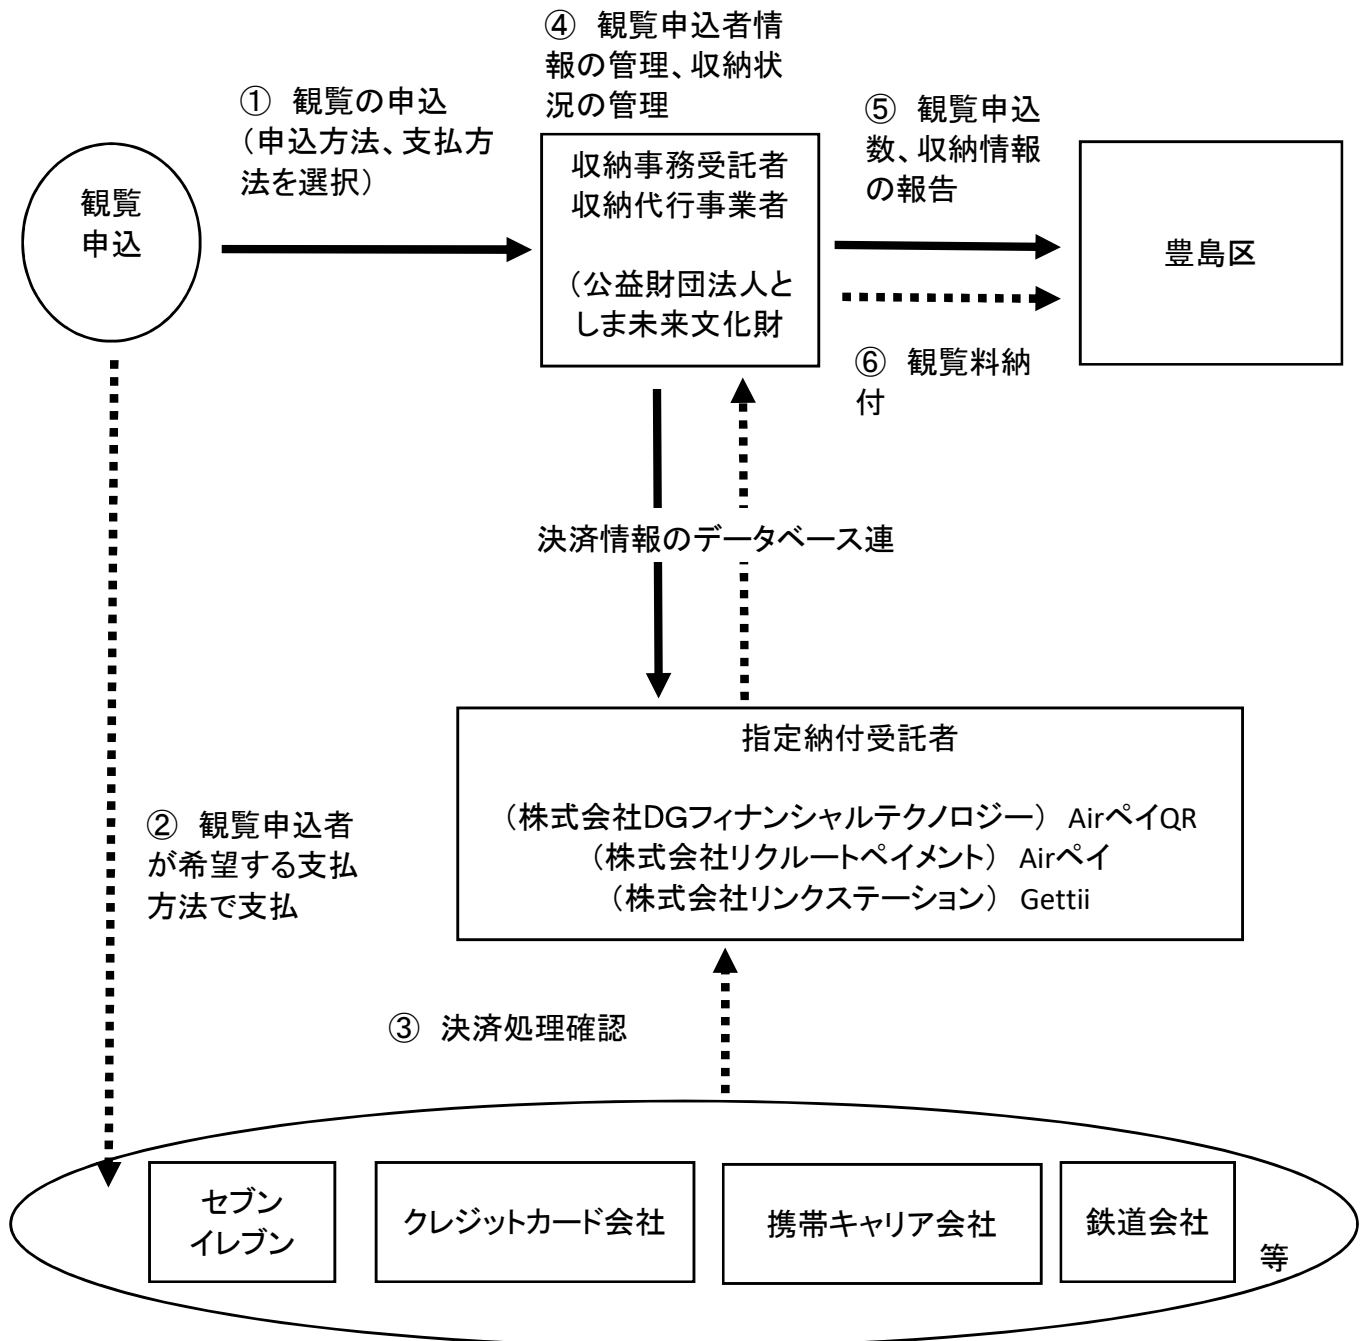 ④ 観覧申込者情
報の管理、収納状
況の管理
① 観覧の申込
（申込方法、支払方
法を選択）
⑤ 観覧申込
数、収納情報
の報告
観覧
申込
収納事務受託者
収納代行事業者
（公益財団法人と
しま未来文化財
豊島区
⑥ 観覧料納
付
決済情報のデータベース連
指定納付受託者
（株式会社DGフィナンシャルテクノロジー） AirペイQR
（株式会社リクルートペイメント） Airペイ
（株式会社リンクステーション） Gettii
② 観覧申込者
が希望する支払
方法で支払
③ 決済処理確認
セブン
イレブン
クレジットカード会社
携帯キャリア会社
鉄道会社
等